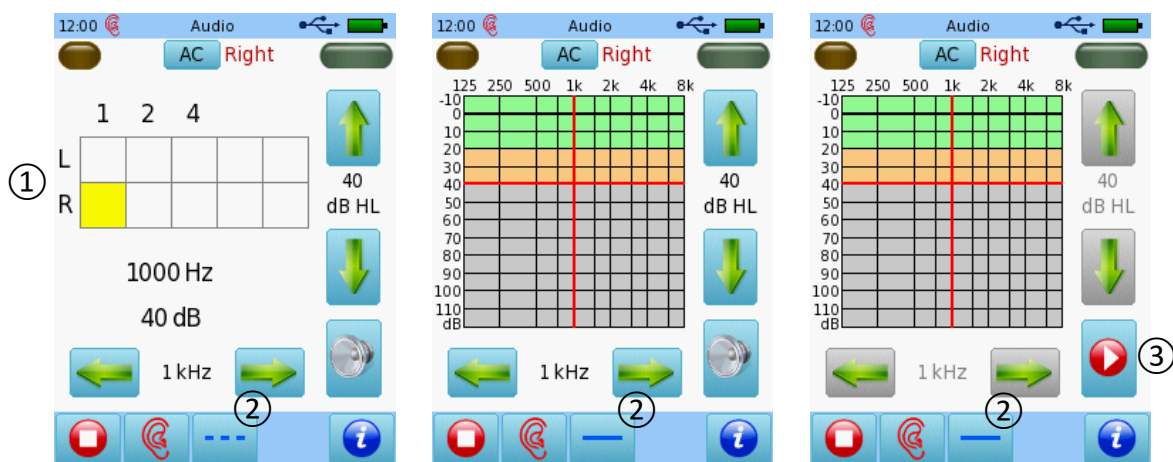 12:00 Audio
AC Right
1 2 4
L
① R
40
dB HL
1000 Hz
40 dB
1 kHz
②
i
12:00 Audio
AC Right
125 250 500 1k 2k 4k 8k
-10
0
10
20
30
40
50
60
70
80
90
100
110
dB
40
dB HL
1 kHz
②
i
12:00 Audio
AC Right
125 250 500 1k 2k 4k 8k
-10
0
10
20
30
40
50
60
70
80
90
100
110
dB
40
dB HL
③
1 kHz
②
i